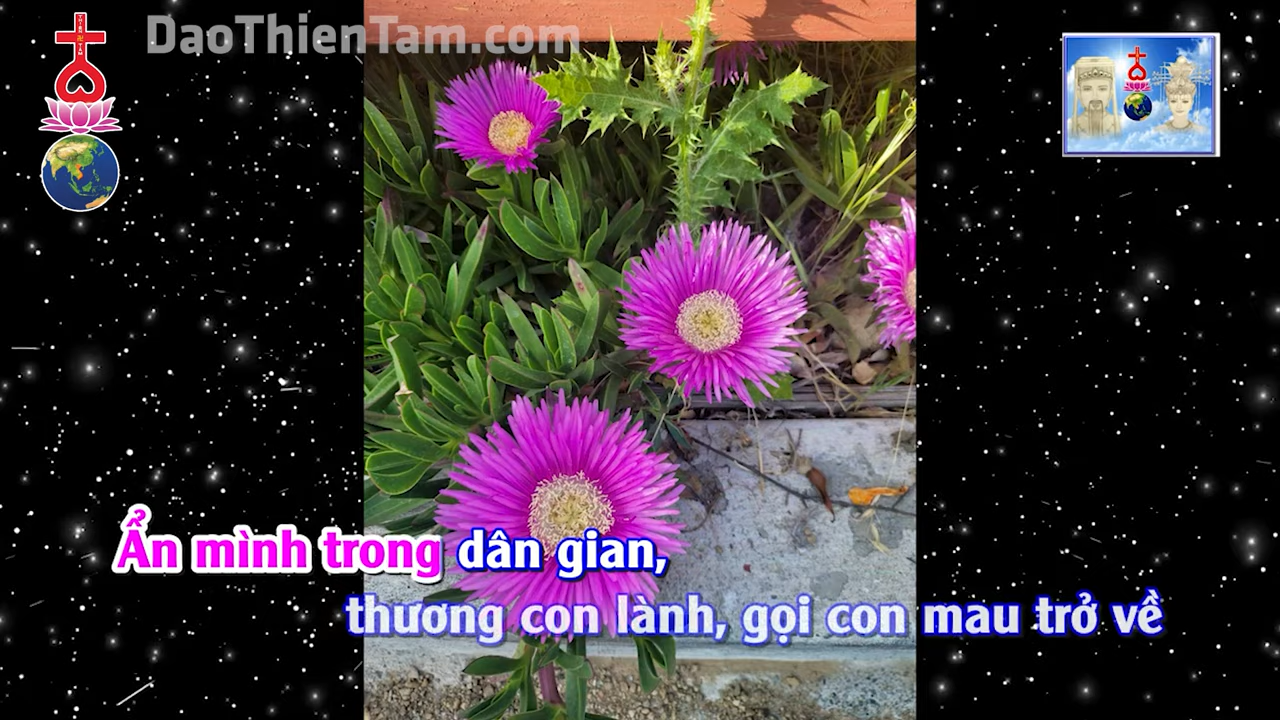 DaoThienTam.com
Ẩn mình trong dân gian,
thương con lành, gọi con mau trở về